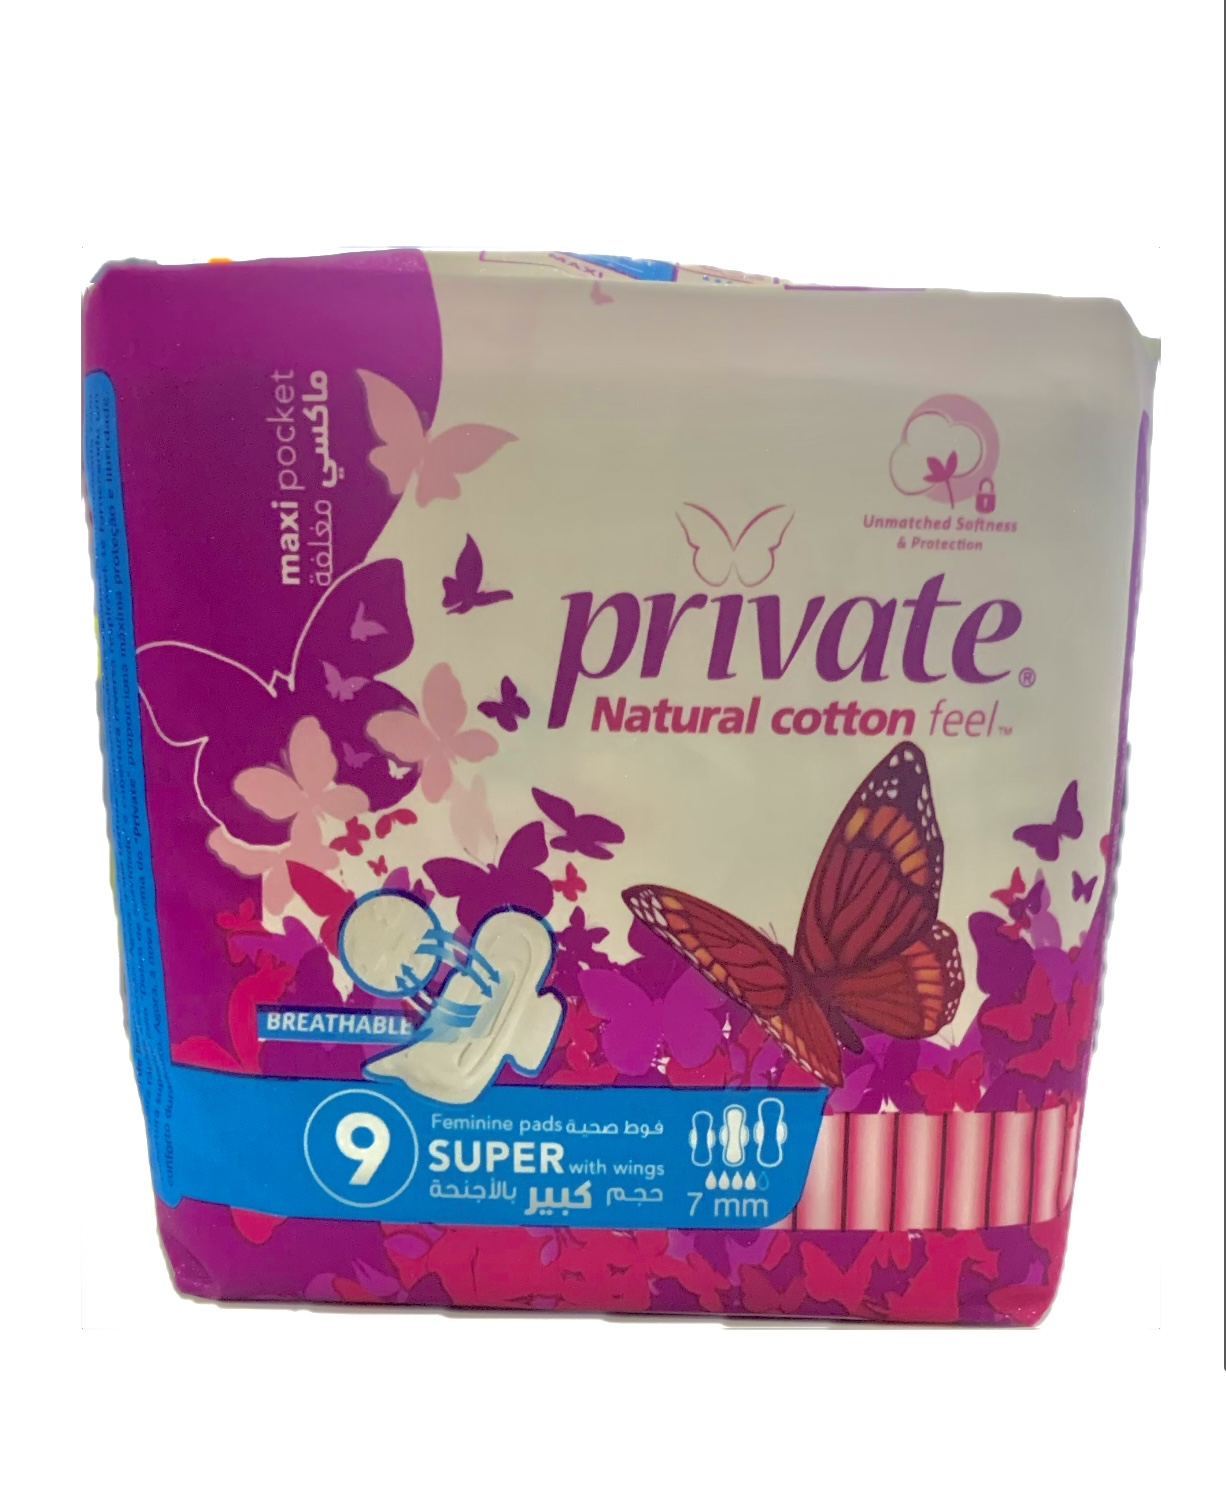 MAXI
maxi pocket
ماكسي مغلفة
Unmatched Softness
& Protection
private®
Natural cotton feel™
BREATHABLE
9
Feminine pads فوط صحية
SUPER with wings
حجم كبير بالأجنحة
7 mm